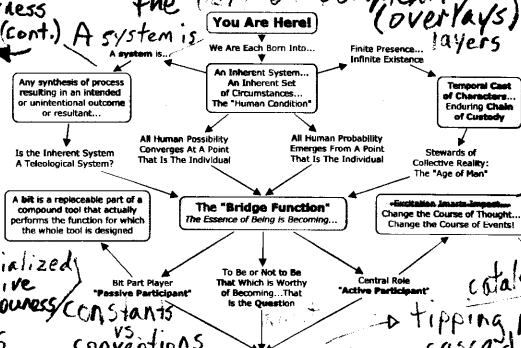 ness
(cont.)
A system is
the
(overlays)
layers
You Are Here!
We Are Each Born Into...
A system is...
Finite Presence...
Infinite Existence
Any synthesis of process
resulting in an intended
or unintentional outcome
or resultant...
An Inherent System...
An Inherent Set
of Circumstances...
The "Human Condition"
Temporal Cast
of Characters...
Enduring Chain
of Custody
Is the Inherent System
A Teleological System?
All Human Possibility
Converges At A Point
That Is The Individual
All Human Probability
Emerges From A Point
That Is The Individual
Stewards of
Collective Reality:
The "Age of Man"
A bit is a replaceable part of a
compound tool that actually
performs the function for which
the whole tool is designed
The "Bridge Function"
The Essence of Being is Becoming...
Excitation Imparts Impact...
Change the Course of Thought...
Change the Course of Events!
Bit Part Player
"Passive Participant"
To Be or Not to Be
That Which is Worthy
of Becoming...That
is the Question
Central Role
"Active Participant"
ialized
ive
ousness/
constants
vs
conventions
catal
tipping
cascad